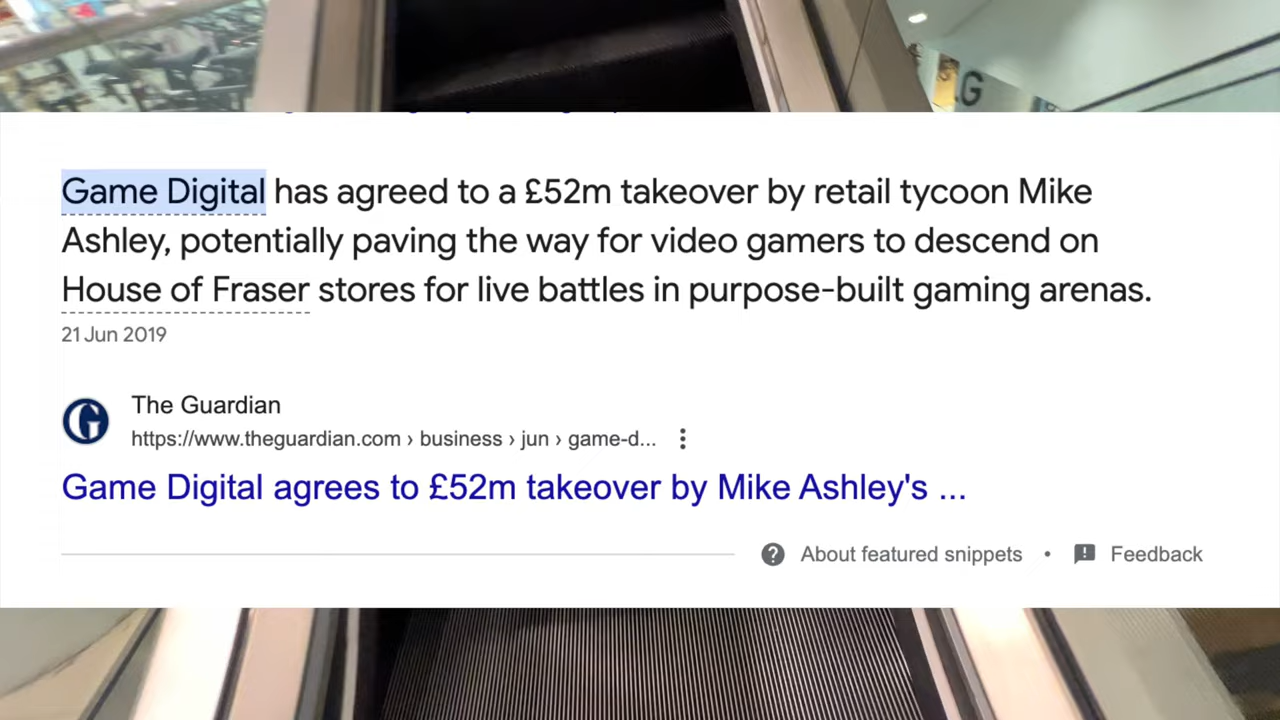 G
Game Digital has agreed to a £52m takeover by retail tycoon Mike
Ashley, potentially paving the way for video gamers to descend on
House of Fraser stores for live battles in purpose-built gaming arenas.
21 Jun 2019
The Guardian
https://www.theguardian.com › business › jun › game-d...
Game Digital agrees to £52m takeover by Mike Ashley's ...
About featured snippets • Feedback